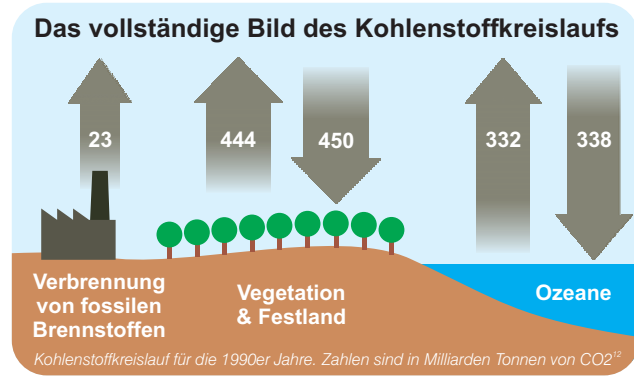 Das vollständige Bild des Kohlenstoffkreislaufs
23
444
450
332
338
Verbrennung
von fossilen
Brennstoffen
Vegetation
& Festland
Ozeane
Kohlenstoffkreislauf für die 1990er Jahre. Zahlen sind in Milliarden Tonnen von CO2¹²